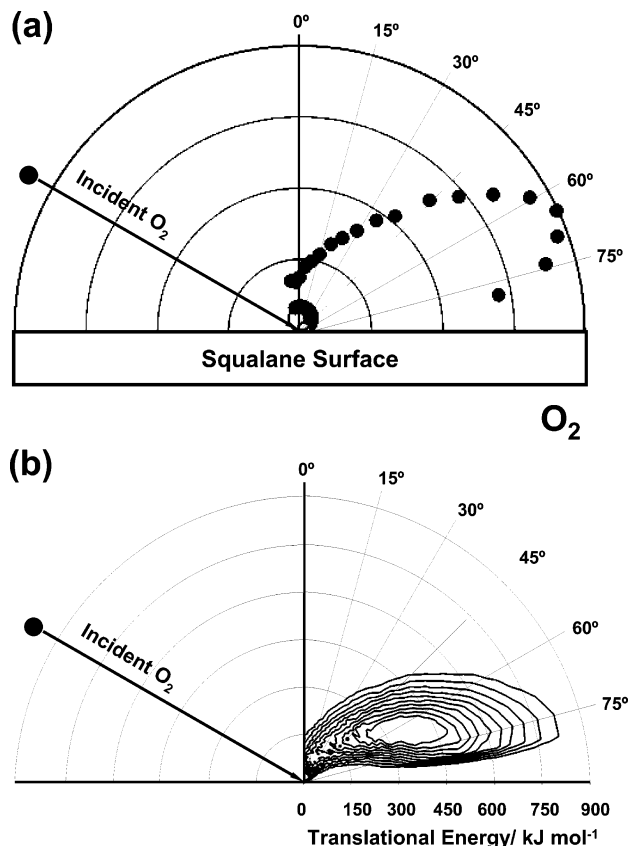 (a)
0º
15º
30º
45º
60º
75º
Incident O₂
Squalane Surface
O₂
(b)
0º
15º
30º
45º
60º
75º
Incident O₂
0 150 300 450 600 750 900
Translational Energy/ kJ mol⁻¹